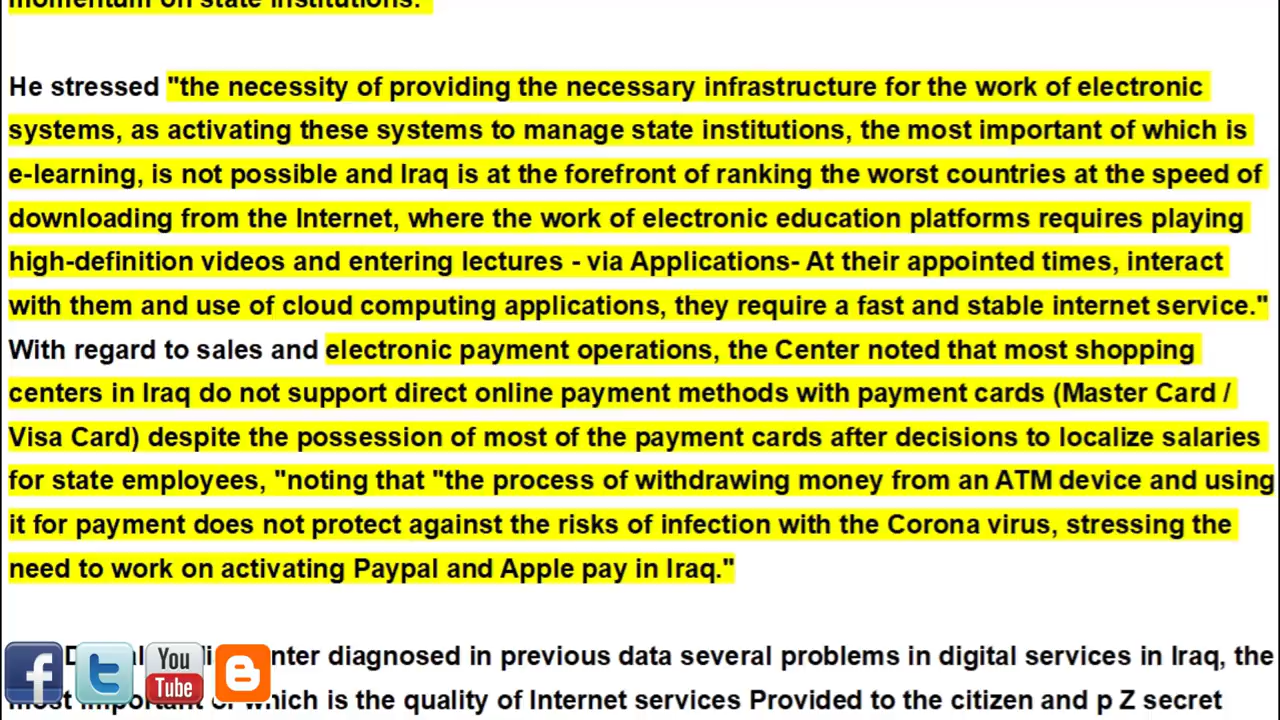 momentum on state institutions."
He stressed "the necessity of providing the necessary infrastructure for the work of electronic
systems, as activating these systems to manage state institutions, the most important of which is
e-learning, is not possible and Iraq is at the forefront of ranking the worst countries at the speed of
downloading from the Internet, where the work of electronic education platforms requires playing
high-definition videos and entering lectures - via Applications- At their appointed times, interact
with them and use of cloud computing applications, they require a fast and stable internet service."
With regard to sales and electronic payment operations, the Center noted that most shopping
centers in Iraq do not support direct online payment methods with payment cards (Master Card /
Visa Card) despite the possession of most of the payment cards after decisions to localize salaries
for state employees, "noting that "the process of withdrawing money from an ATM device and using
it for payment does not protect against the risks of infection with the Corona virus, stressing the
need to work on activating Paypal and Apple pay in Iraq."
diagnosed in previous data several problems in digital services in Iraq, the
which is the quality of Internet services Provided to the citizen and p Z secret
You
Tube